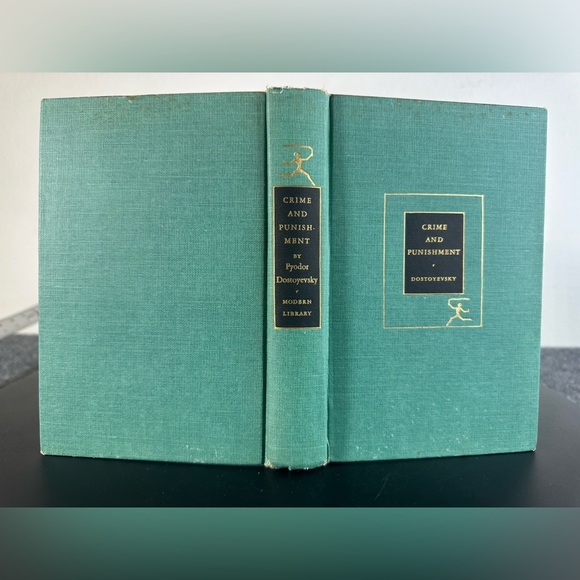 CRIME
AND
PUNISH-
MENT
BY
Fyodor
Dostoyevsky
MODERN
LIBRARY
CRIME
AND
PUNISHMENT
DOSTOYEVSKY